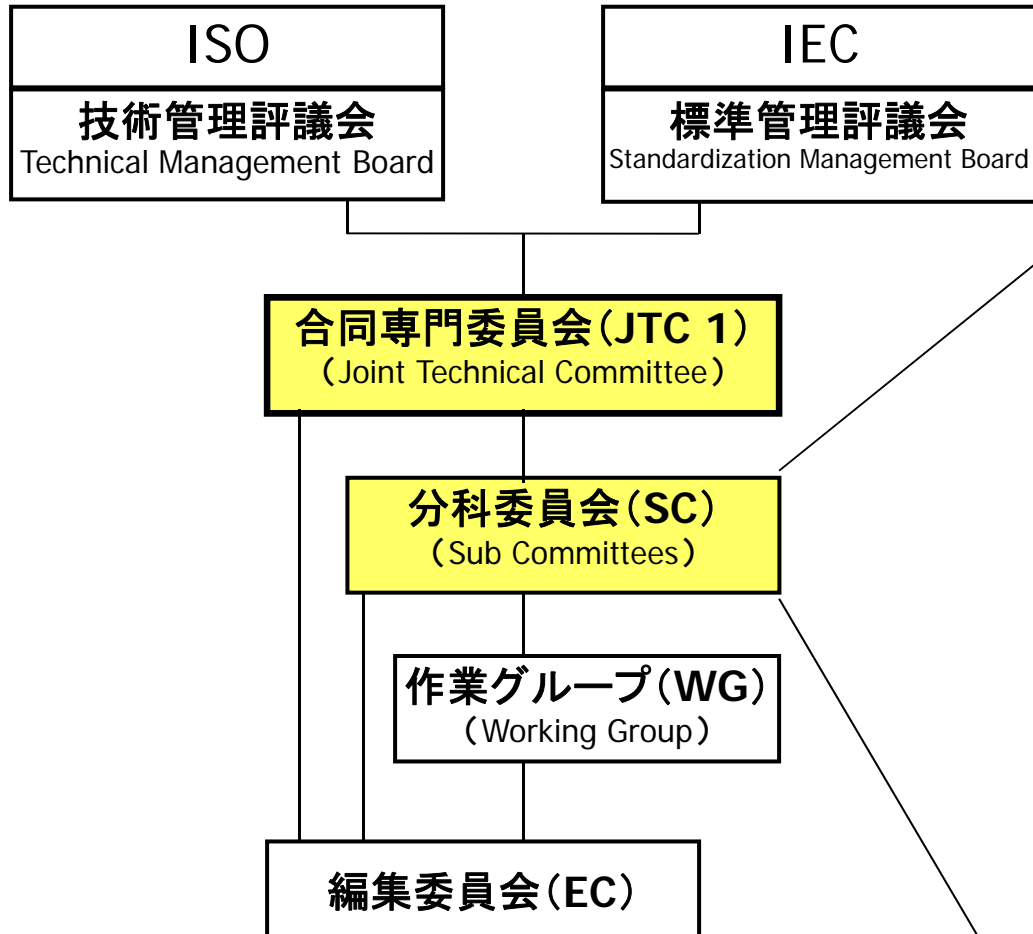 ISO
技術管理評議会
Technical Management Board
IEC
標準管理評議会
Standardization Management Board
合同専門委員会(JTC 1)
(Joint Technical Committee)
分科委員会(SC)
(Sub Committees)
作業グループ(WG)
(Working Group)
編集委員会(EC)